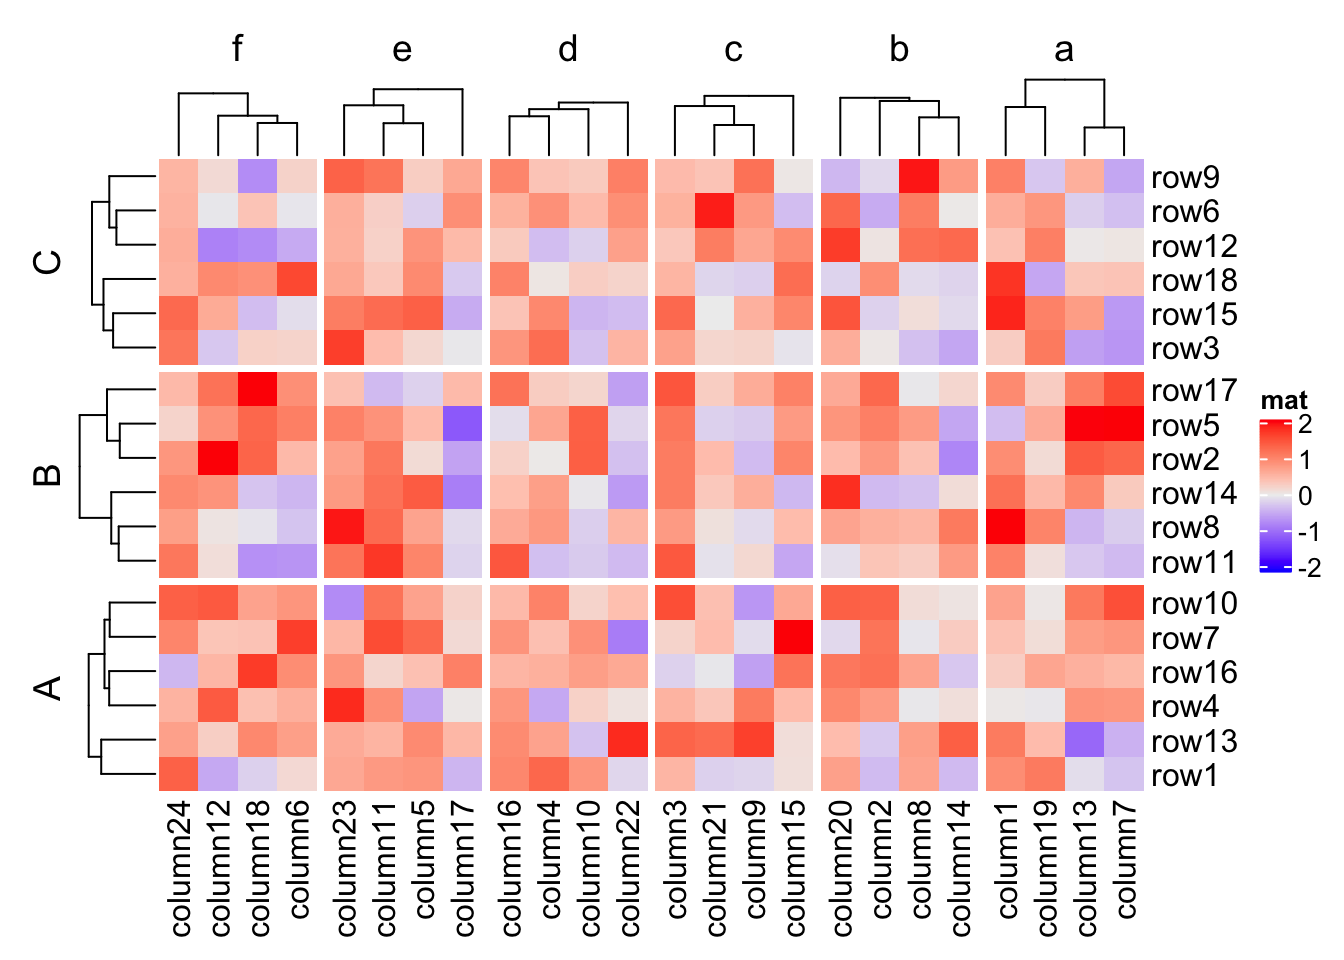 f e d c b a
C
row9
row6
row12
row18
row15
row3
B
row17
row5
row2
row14
row8
row11
A
row10
row7
row16
row4
row13
row1
mat
2
1
0
-1
-2
column24 column12 column18 column6 column23 column11 column5 column17 column16 column4 column10 column22 column3 column21 column9 column15 column20 column2 column8 column14 column1 column19 column13 column7